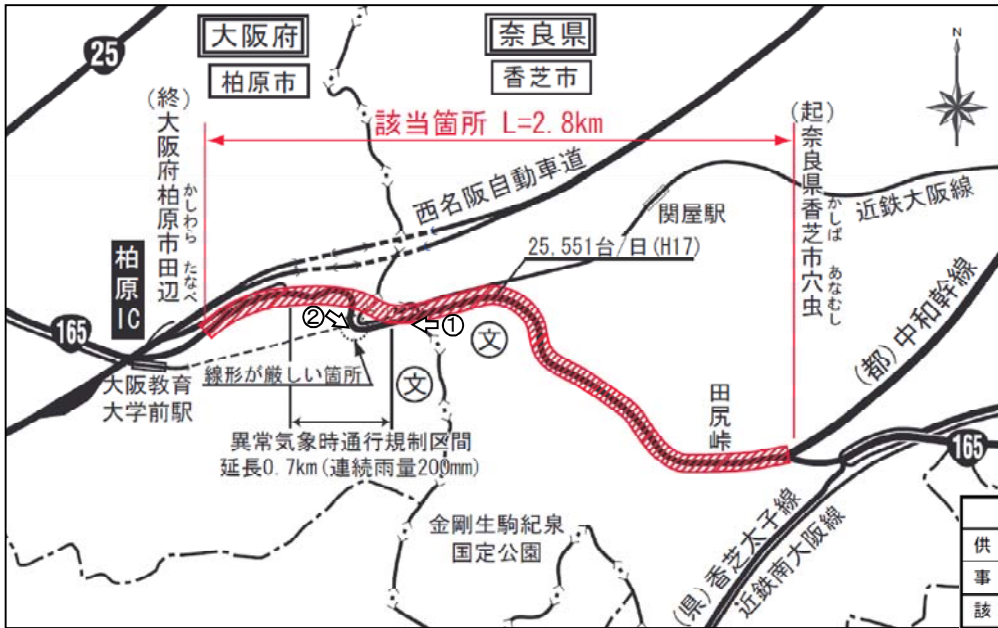 25
大阪府
柏原市
奈良県
香芝市
N
(終)大阪府柏原市田辺
かしわら
たなべ
該当箇所 L=2.8km
(起)奈良県香芝市穴虫
かしば
あなむし
西名阪自動車道
関屋駅
近鉄大阪線
25,551台/日(H17)
柏原IC
165
②
①
文
文
大阪教育
大学前駅
線形が厳しい箇所
異常気象時通行規制区間
延長0.7km(連続雨量200mm)
田尻峠
(都)中和幹線
165
金剛生駒紀泉
国定公園
(県)香芝太子線
近鉄南大阪線
供
事
該